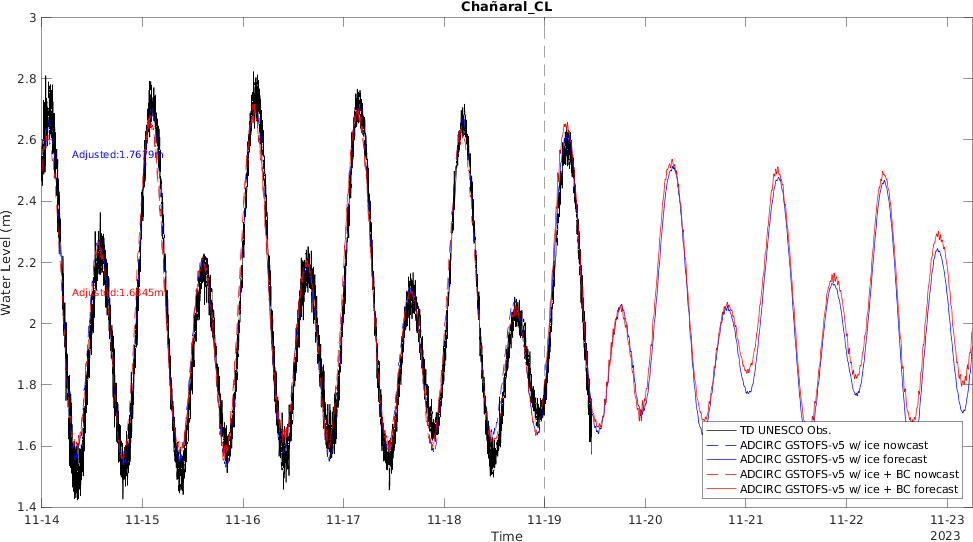 Chañaral_CL
3
2.8
2.6
2.4
2.2
2
1.8
1.6
1.4
Water Level (m)
Adjusted:1.7679m
Adjusted:1.6845m
TD UNESCO Obs.
ADCIRC GSTOFS-v5 w/ ice nowcast
ADCIRC GSTOFS-v5 w/ ice forecast
ADCIRC GSTOFS-v5 w/ ice + BC nowcast
ADCIRC GSTOFS-v5 w/ ice + BC forecast
11-14 11-15 11-16 11-17 11-18 11-19 11-20 11-21 11-22 11-23
Time
2023